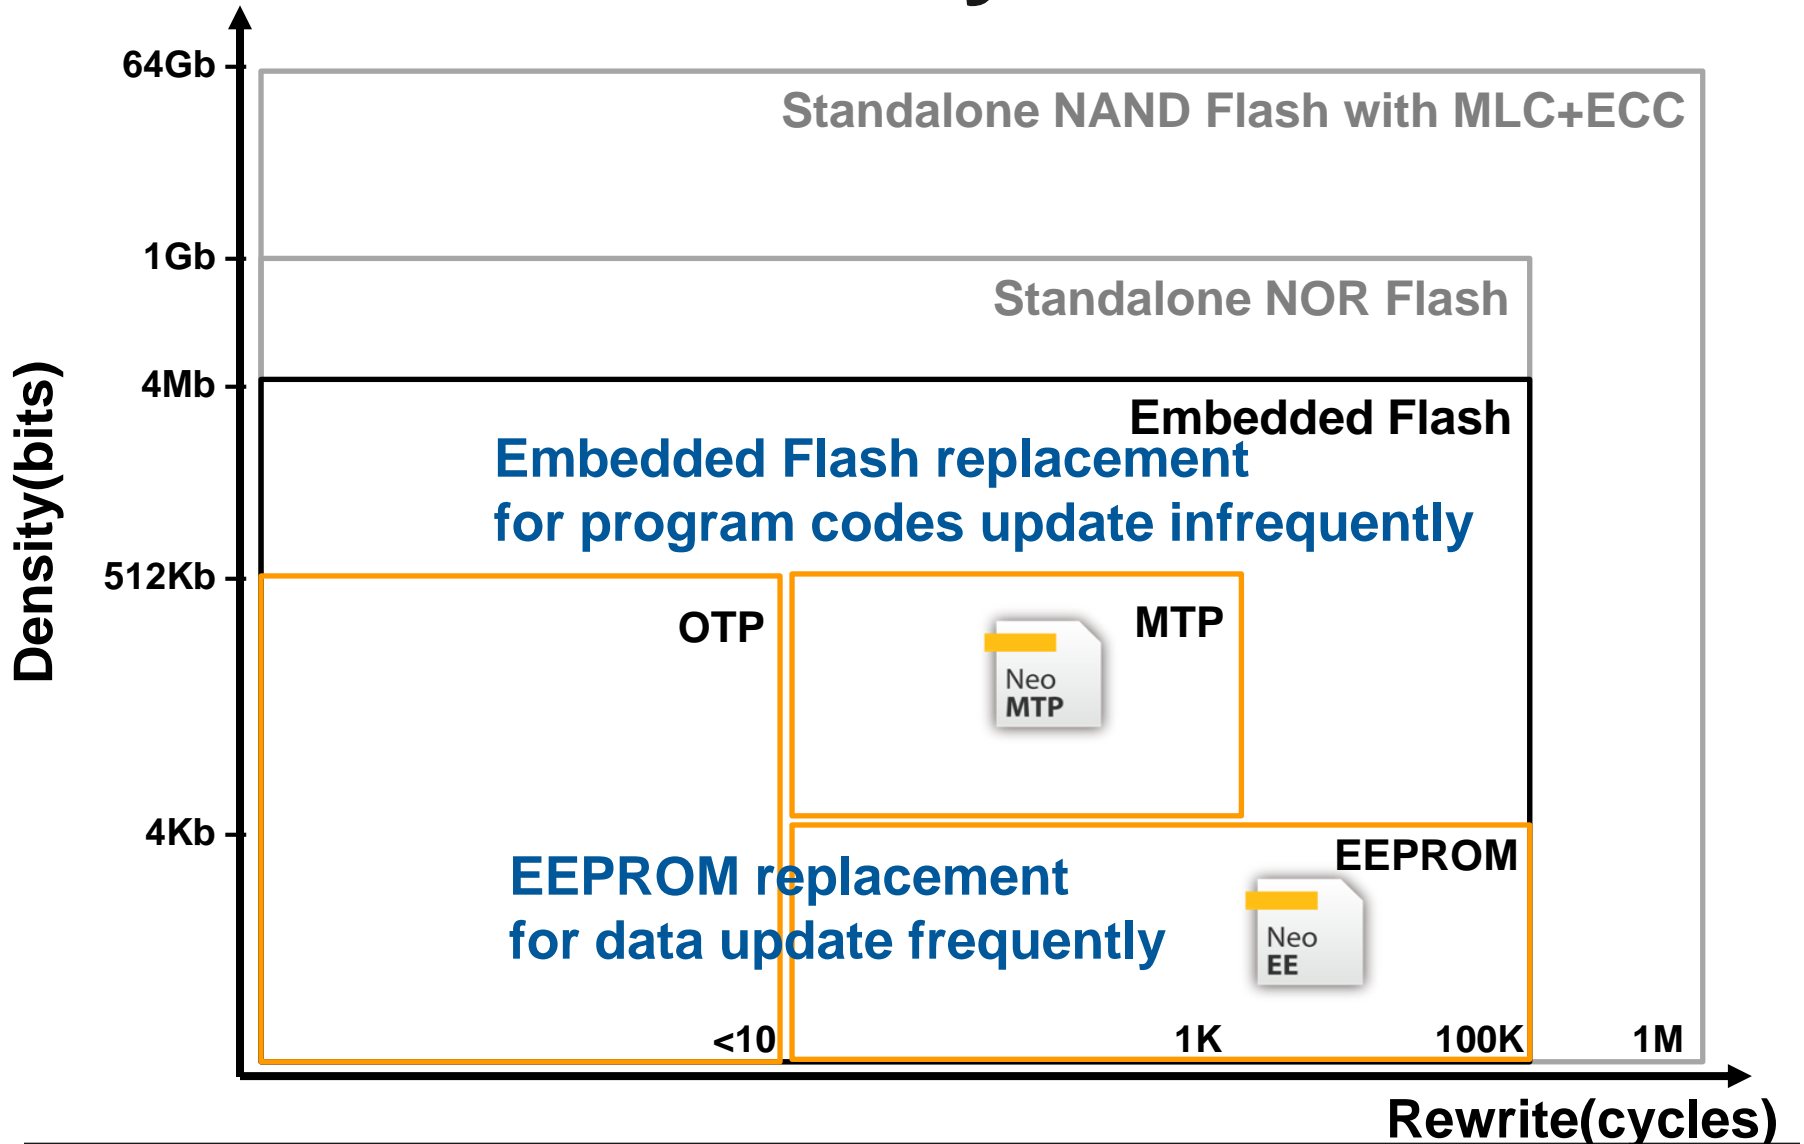 64Gb
Standalone NAND Flash with MLC+ECC
1Gb
Standalone NOR Flash
4Mb
Embedded Flash
Embedded Flash replacement
for program codes update infrequently
Density(bits)
512Kb
OTP
MTP
Neo
MTP
4Kb
EEPROM
EEPROM replacement
for data update frequently
Neo
EE
<10
1K
100K
1M
Rewrite(cycles)